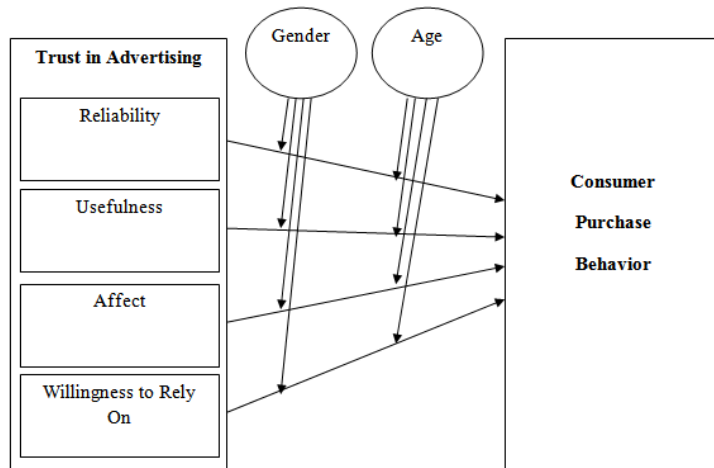 Gender
Age
Trust in Advertising
Reliability
Usefulness
Affect
Willingness to Rely
On
Consumer
Purchase
Behavior